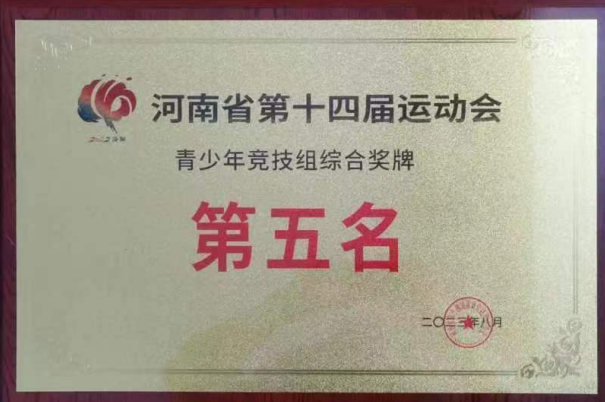 河南省第十四届运动会
青少年竞技组综合奖牌
第五名
二〇二三年八月